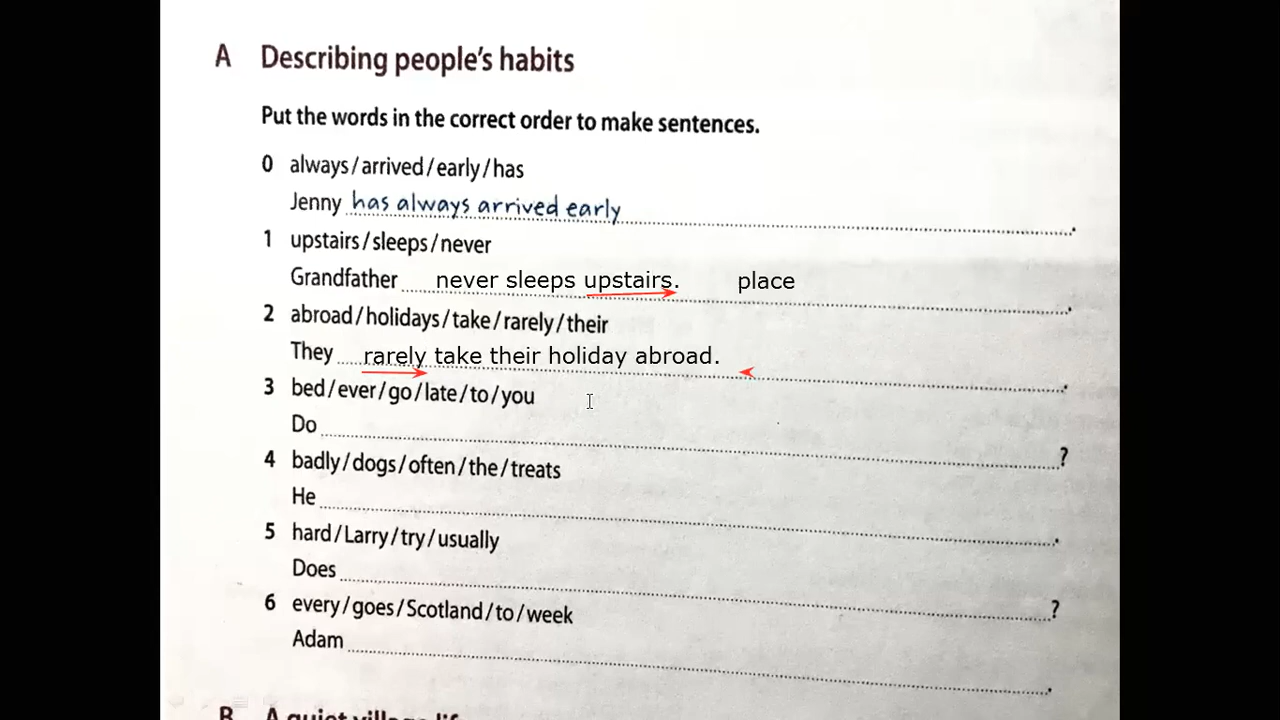 A Describing people's habits
Put the words in the correct order to make sentences.
0 always/arrived/early/has
Jenny has always arrived early.
1 upstairs/sleeps/never
Grandfather never sleeps upstairs. place
2 abroad/holidays/take/rarely/their
They rarely take their holiday abroad.
3 bed/ever/go/late/to/you
Do ?
4 badly/dogs/often/the/treats
He .
5 hard/Larry/try/usually
Does ?
6 every/goes/Scotland/to/week
Adam .
B A quiet village life